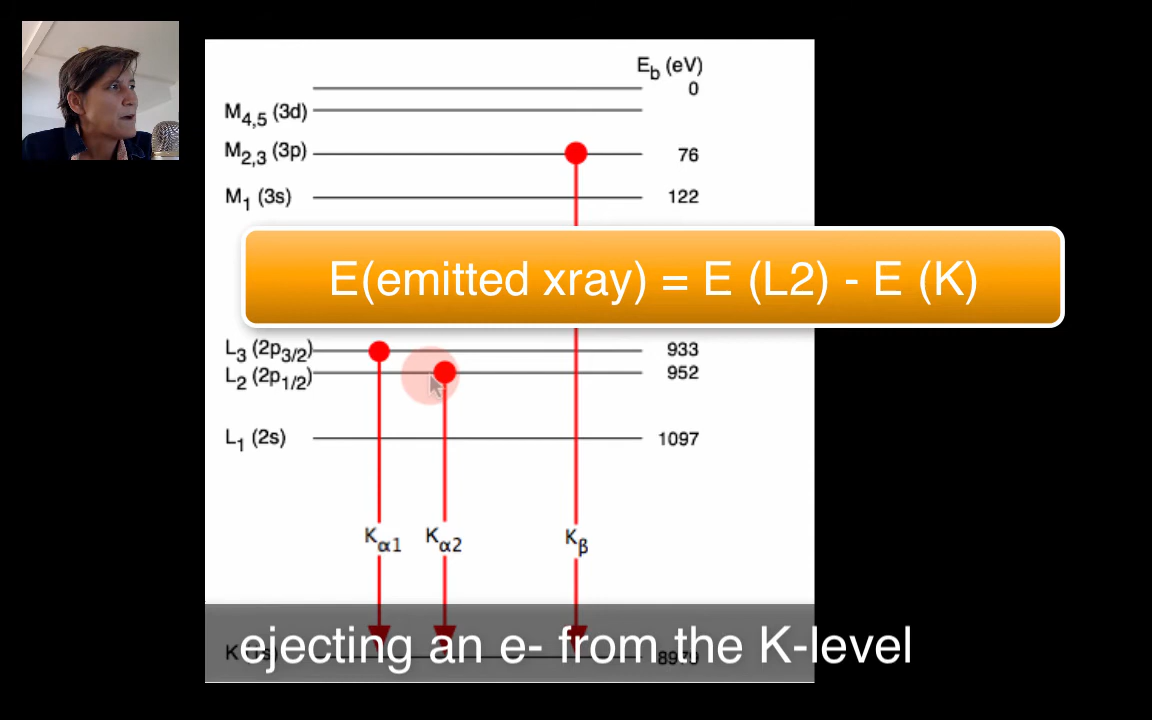 E_b (eV)
0
M_4,5 (3d)
M_2,3 (3p) 76
M_1 (3s) 122
E(emitted xray) = E (L2) - E (K)
L_3 (2p_3/2) 933
L_2 (2p_1/2) 952
L_1 (2s) 1097
K_α1 K_α2 K_β
ejecting an e- from the K-level